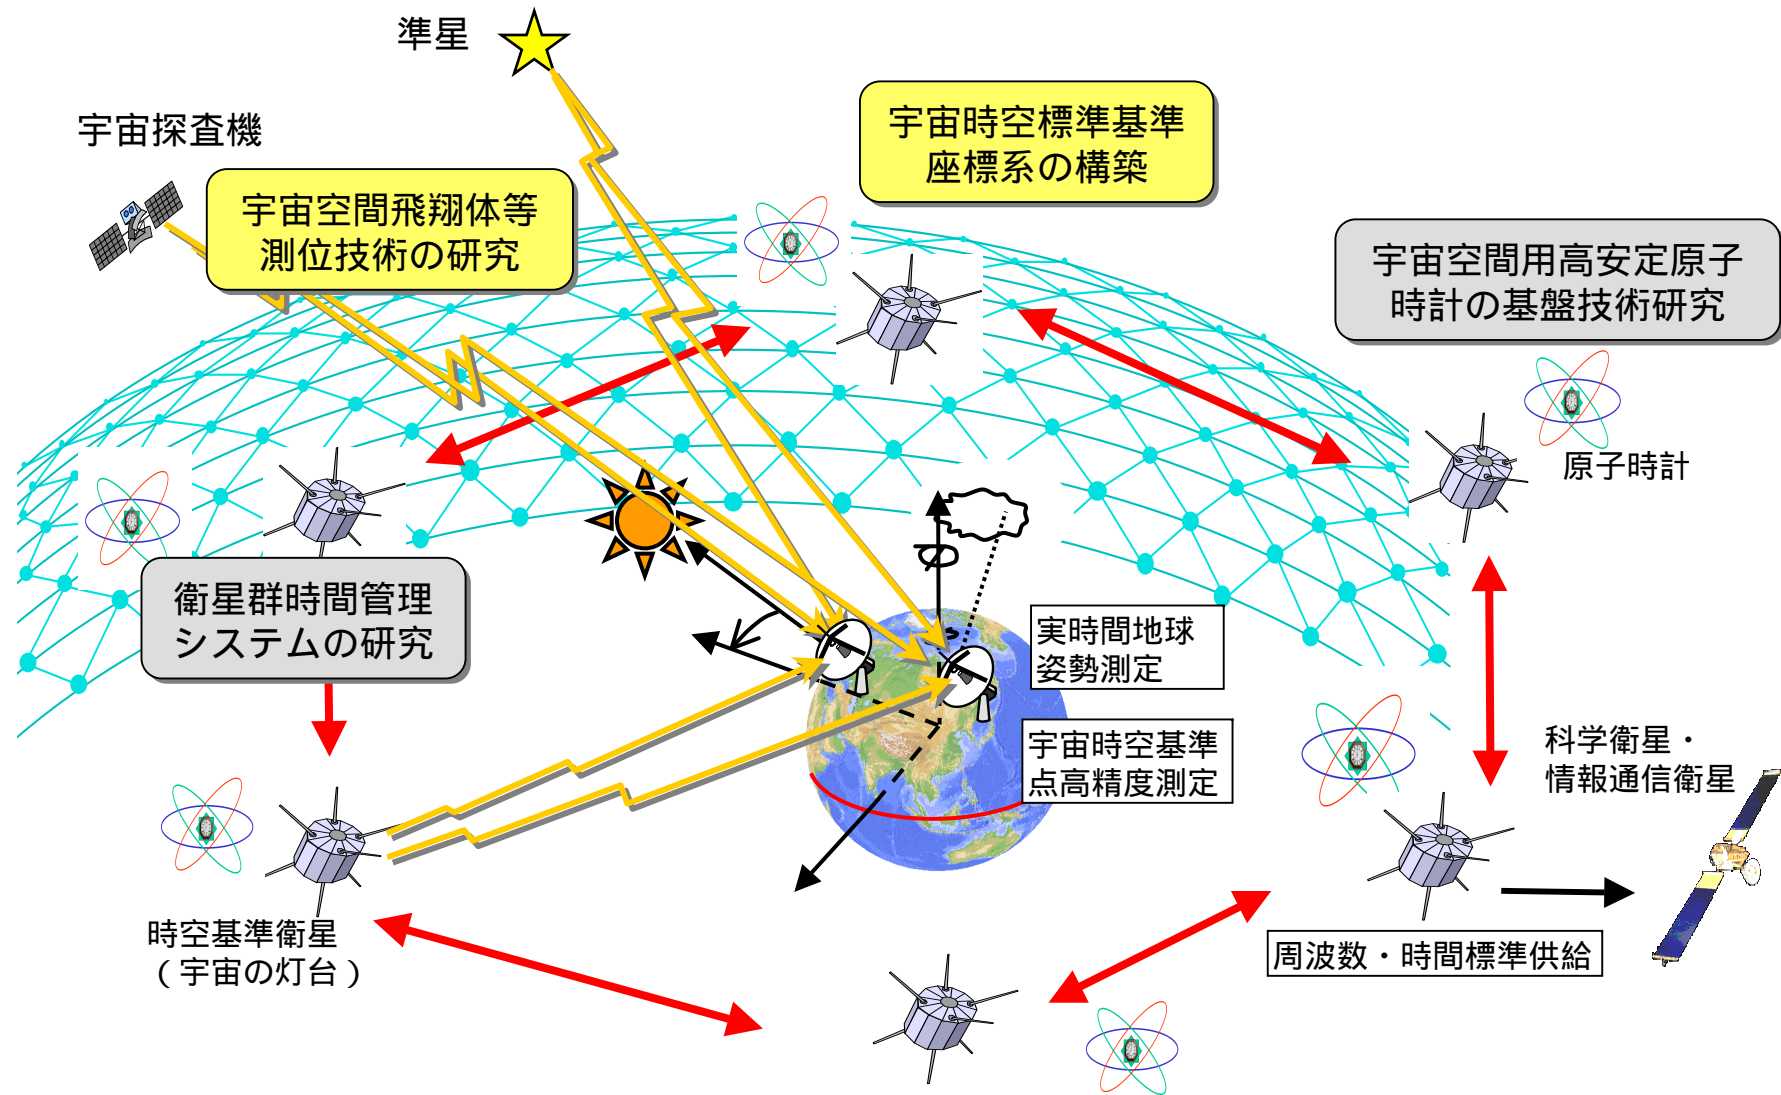 準星
宇宙探査機
宇宙時空標準基準
座標系の構築
宇宙空間飛翔体等
測位技術の研究
宇宙空間用高安定原子
時計の基盤技術研究
原子時計
衛星群時間管理
システムの研究
実時間地球
姿勢測定
宇宙時空基準
点高精度測定
科学衛星・
情報通信衛星
時空基準衛星
（宇宙の灯台）
周波数・時間標準供給